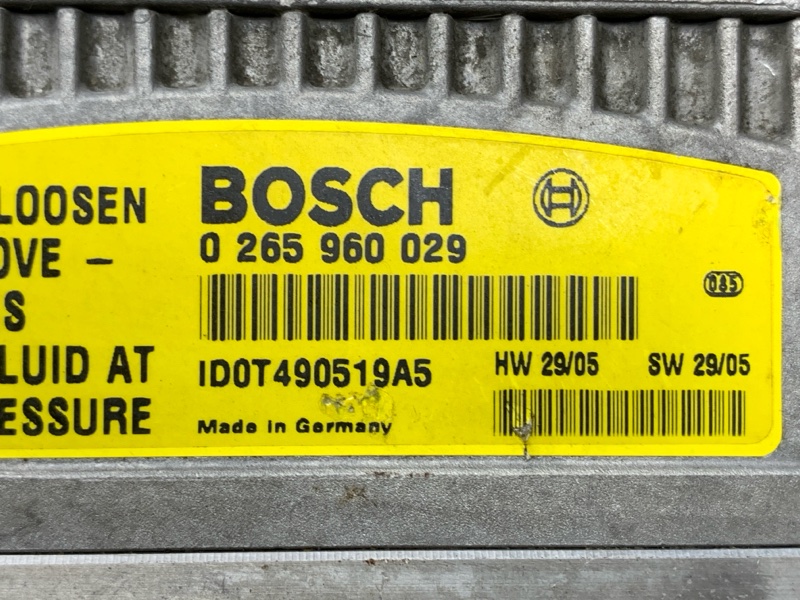 LOOSEN
OVE –
S
LUID AT
ESSURE
BOSCH
0 265 960 029
085
ID0T490519A5
HW 29/05 SW 29/05
Made in Germany